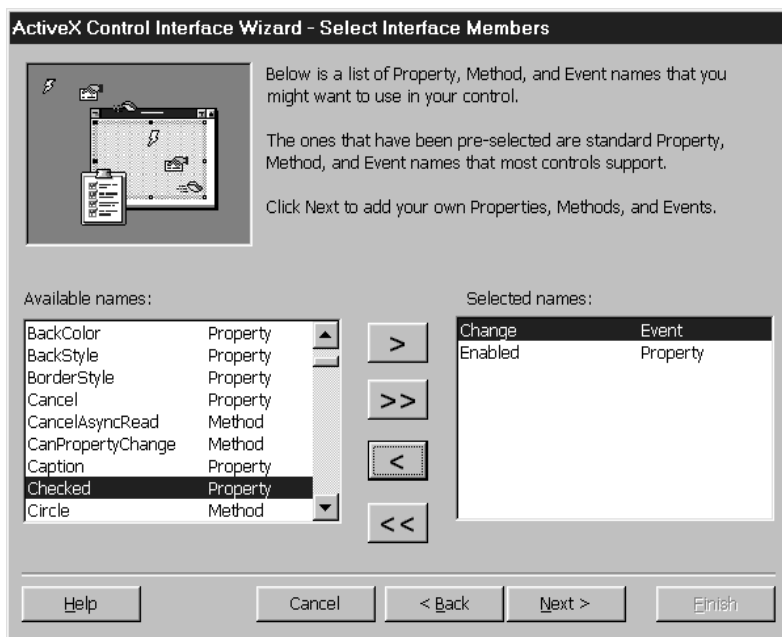 ActiveX Control Interface Wizard - Select Interface Members
Below is a list of Property, Method, and Event names that you
might want to use in your control.
The ones that have been pre-selected are standard Property,
Method, and Event names that most controls support.
Click Next to add your own Properties, Methods, and Events.
Available names:
BackColor Property
BackStyle Property
BorderStyle Property
Cancel Property
CancelAsyncRead Method
CanPropertyChange Method
Caption Property
Checked Property
Circle Method
>
>>
<
<<
Selected names:
Change Event
Enabled Property
Help Cancel < Back Next > Finish